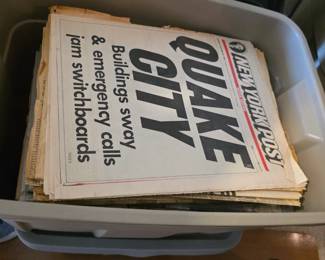 NEW YORK POST
QUAKE
CITY
Buildings sway
& emergency calls
jam switchboards